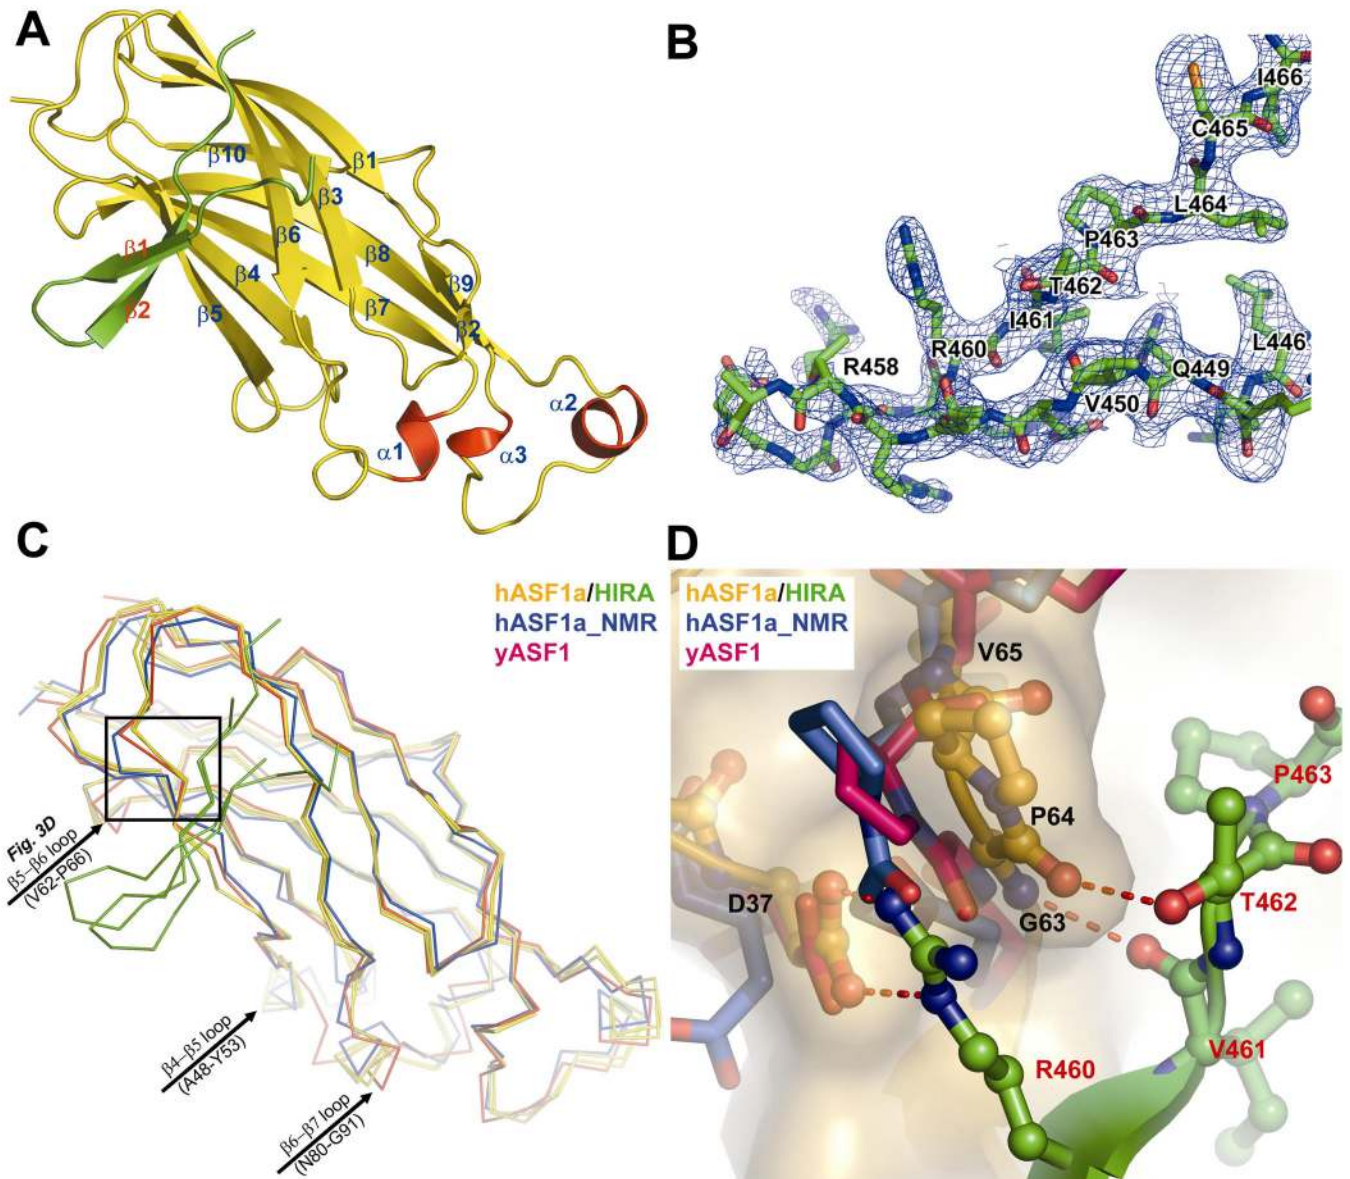 A
β10
β1
β3
β1
β6
β8
β4
β9
β2
β5
β7
β2
α2
α1
α3
B
I466
C465
L464
P463
T462
I461
R460
L446
R458
Q449
V450
C
hASF1a/HIRA
hASF1a_NMR
yASF1
Fig. 3D
β5–β6 loop
(V62-P66)
β4–β5 loop
(A48-Y53)
β6–β7 loop
(N80-G91)
D
hASF1a/HIRA
hASF1a_NMR
yASF1
V65
P463
P64
D37
T462
G63
V461
R460